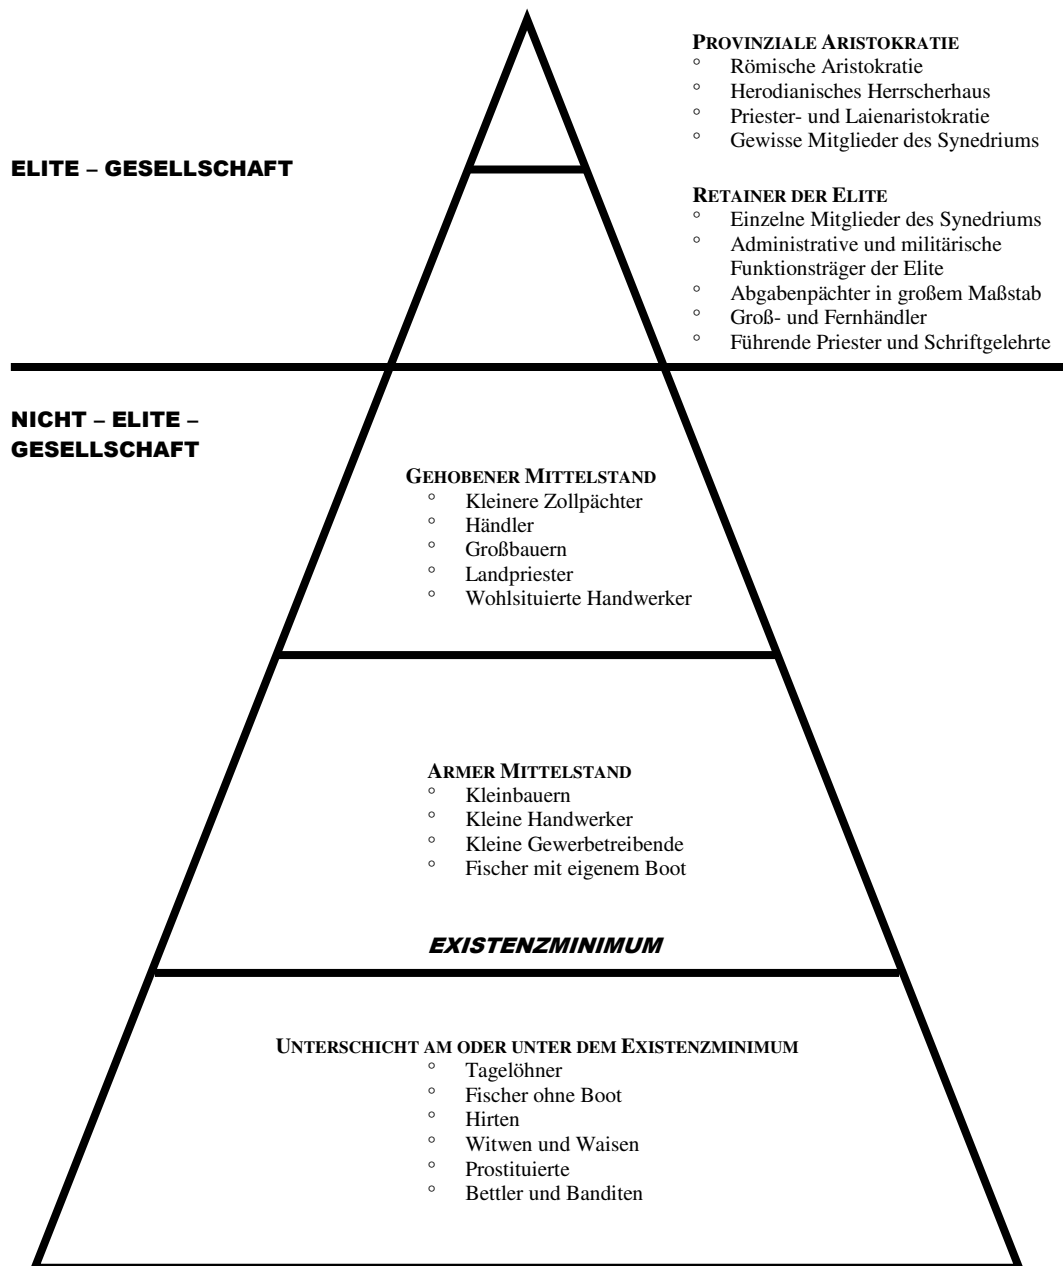 PROVINZIALE ARISTOKRATIE
° Römische Aristokratie
° Herodianisches Herrscherhaus
° Priester- und Laienaristokratie
° Gewisse Mitglieder des Synedriums
ELITE – GESELLSCHAFT
RETAINER DER ELITE
° Einzelne Mitglieder des Synedriums
° Administrative und militärische
Funktionsträger der Elite
° Abgabenpächter in großem Maßstab
° Groß- und Fernhändler
° Führende Priester und Schriftgelehrte
NICHT – ELITE –
GESELLSCHAFT
GEHOBENER MITTELSTAND
° Kleinere Zollpächter
° Händler
° Großbauern
° Landpriester
° Wohlsituierte Handwerker
ARMER MITTELSTAND
° Kleinbauern
° Kleine Handwerker
° Kleine Gewerbetreibende
° Fischer mit eigenem Boot
EXISTENZMINIMUM
UNTERSCHICHT AM ODER UNTER DEM EXISTENZMINIMUM
° Tagelöhner
° Fischer ohne Boot
° Hirten
° Witwen und Waisen
° Prostituierte
° Bettler und Banditen